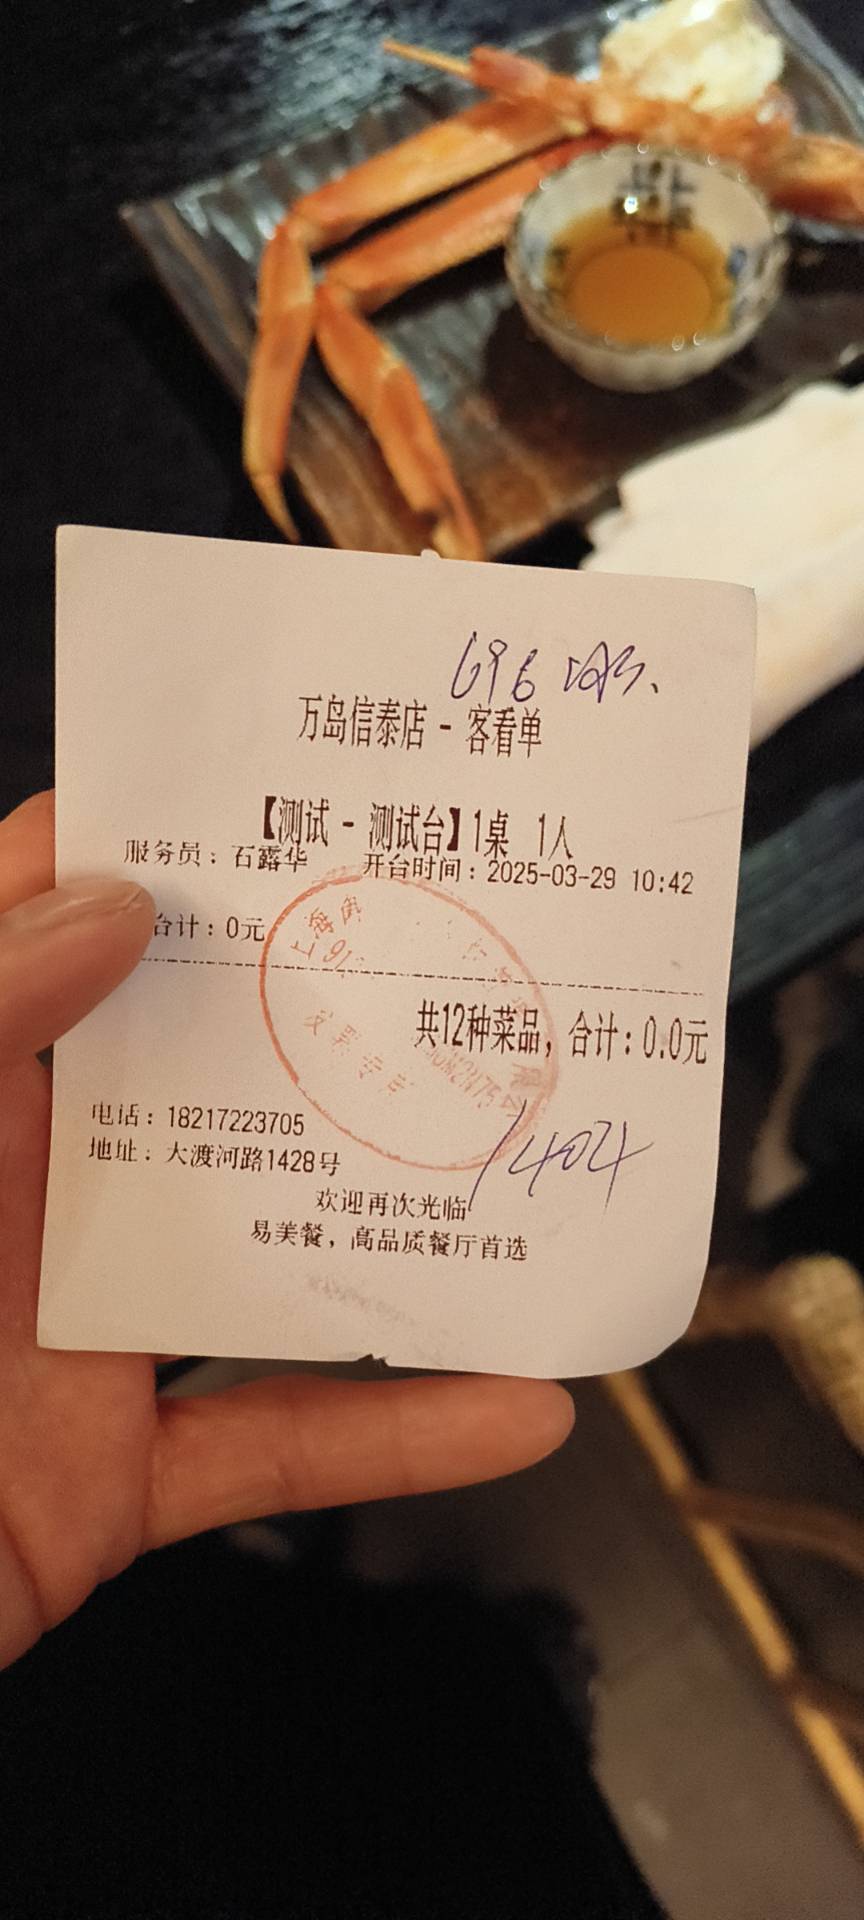 696
万岛信泰店 - 客看单
【测试 - 测试台】1桌 1人
服务员：石露华 开台时间：2025-03-29 10:42
台计：0元
共12种菜品，合计：0.0元
电话：18217223705
地址：大渡河路1428号
1404
欢迎再次光临
易美餐，高品质餐厅首选